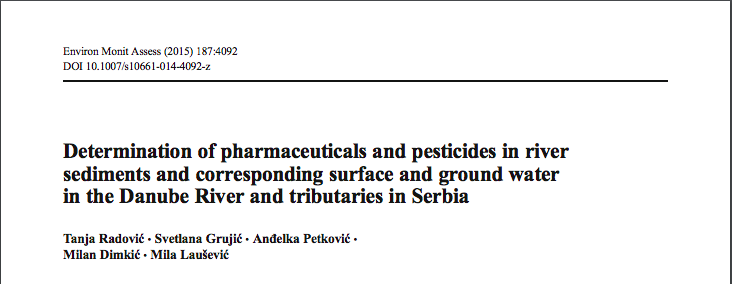 Environ Monit Assess (2015) 187:4092
DOI 10.1007/s10661-014-4092-z
Determination of pharmaceuticals and pesticides in river
sediments and corresponding surface and ground water
in the Danube River and tributaries in Serbia
Tanja Radović • Svetlana Grujić • Anđelka Petković •
Milan Dimkić • Mila Laušević